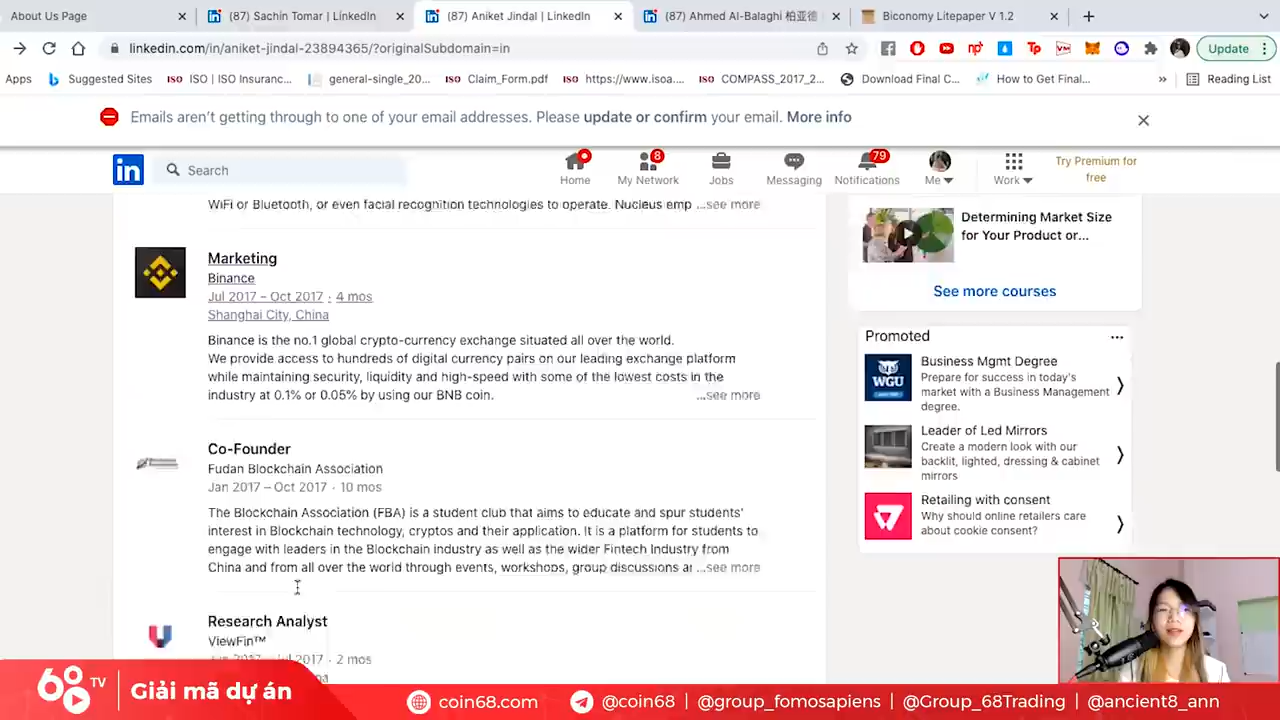 About Us Page
(87) Sachin Tomar | LinkedIn
(87) Aniket Jindal | LinkedIn
(87) Ahmed Al-Balaghi 柏亚德
Biconomy Litepaper V 1.2
linkedin.com/in/aniket-jindal-23894365/?originalSubdomain=in
Update
Apps
Suggested Sites
ISO | ISO Insuranc...
general-single_20...
Claim_Form.pdf
https://www.isoa....
COMPASS_2017_2...
Download Final C...
How to Get Final...
»
Reading List
Emails aren't getting through to one of your email addresses. Please update or confirm your email. More info
in
Search
8
79
Home
My Network
Jobs
Messaging
Notifications
Me
Work
Try Premium for
free
WiFi or Bluetooth, or even facial recognition technologies to operate. Nucleus emp ...see more
Marketing
Binance
Jul 2017 – Oct 2017 · 4 mos
Shanghai City, China
Binance is the no.1 global crypto-currency exchange situated all over the world.
We provide access to hundreds of digital currency pairs on our leading exchange platform
while maintaining security, liquidity and high-speed with some of the lowest costs in the
industry at 0.1% or 0.05% by using our BNB coin. ...see more
Co-Founder
Fudan Blockchain Association
Jan 2017 – Oct 2017 · 10 mos
The Blockchain Association (FBA) is a student club that aims to educate and spur students'
interest in Blockchain technology, cryptos and their application. It is a platform for students to
engage with leaders in the Blockchain industry as well as the wider Fintech Industry from
China and from all over the world through events, workshops, group discussions ar ...see more
Research Analyst
ViewFin™
2017 · 2 mos
Determining Market Size
for Your Product or...
See more courses
Promoted
WGU
Business Mgmt Degree
Prepare for success in today's
market with a Business Management
degree.
Leader of Led Mirrors
Create a modern look with our
backlit, lighted, dressing & cabinet
mirrors
Retailing with consent
Why should online retailers care
about cookie consent?
68 TV
Giải mã dự án
coin68.com
@coin68 | @group_fomosapiens | @Group_68Trading | @ancient8_ann